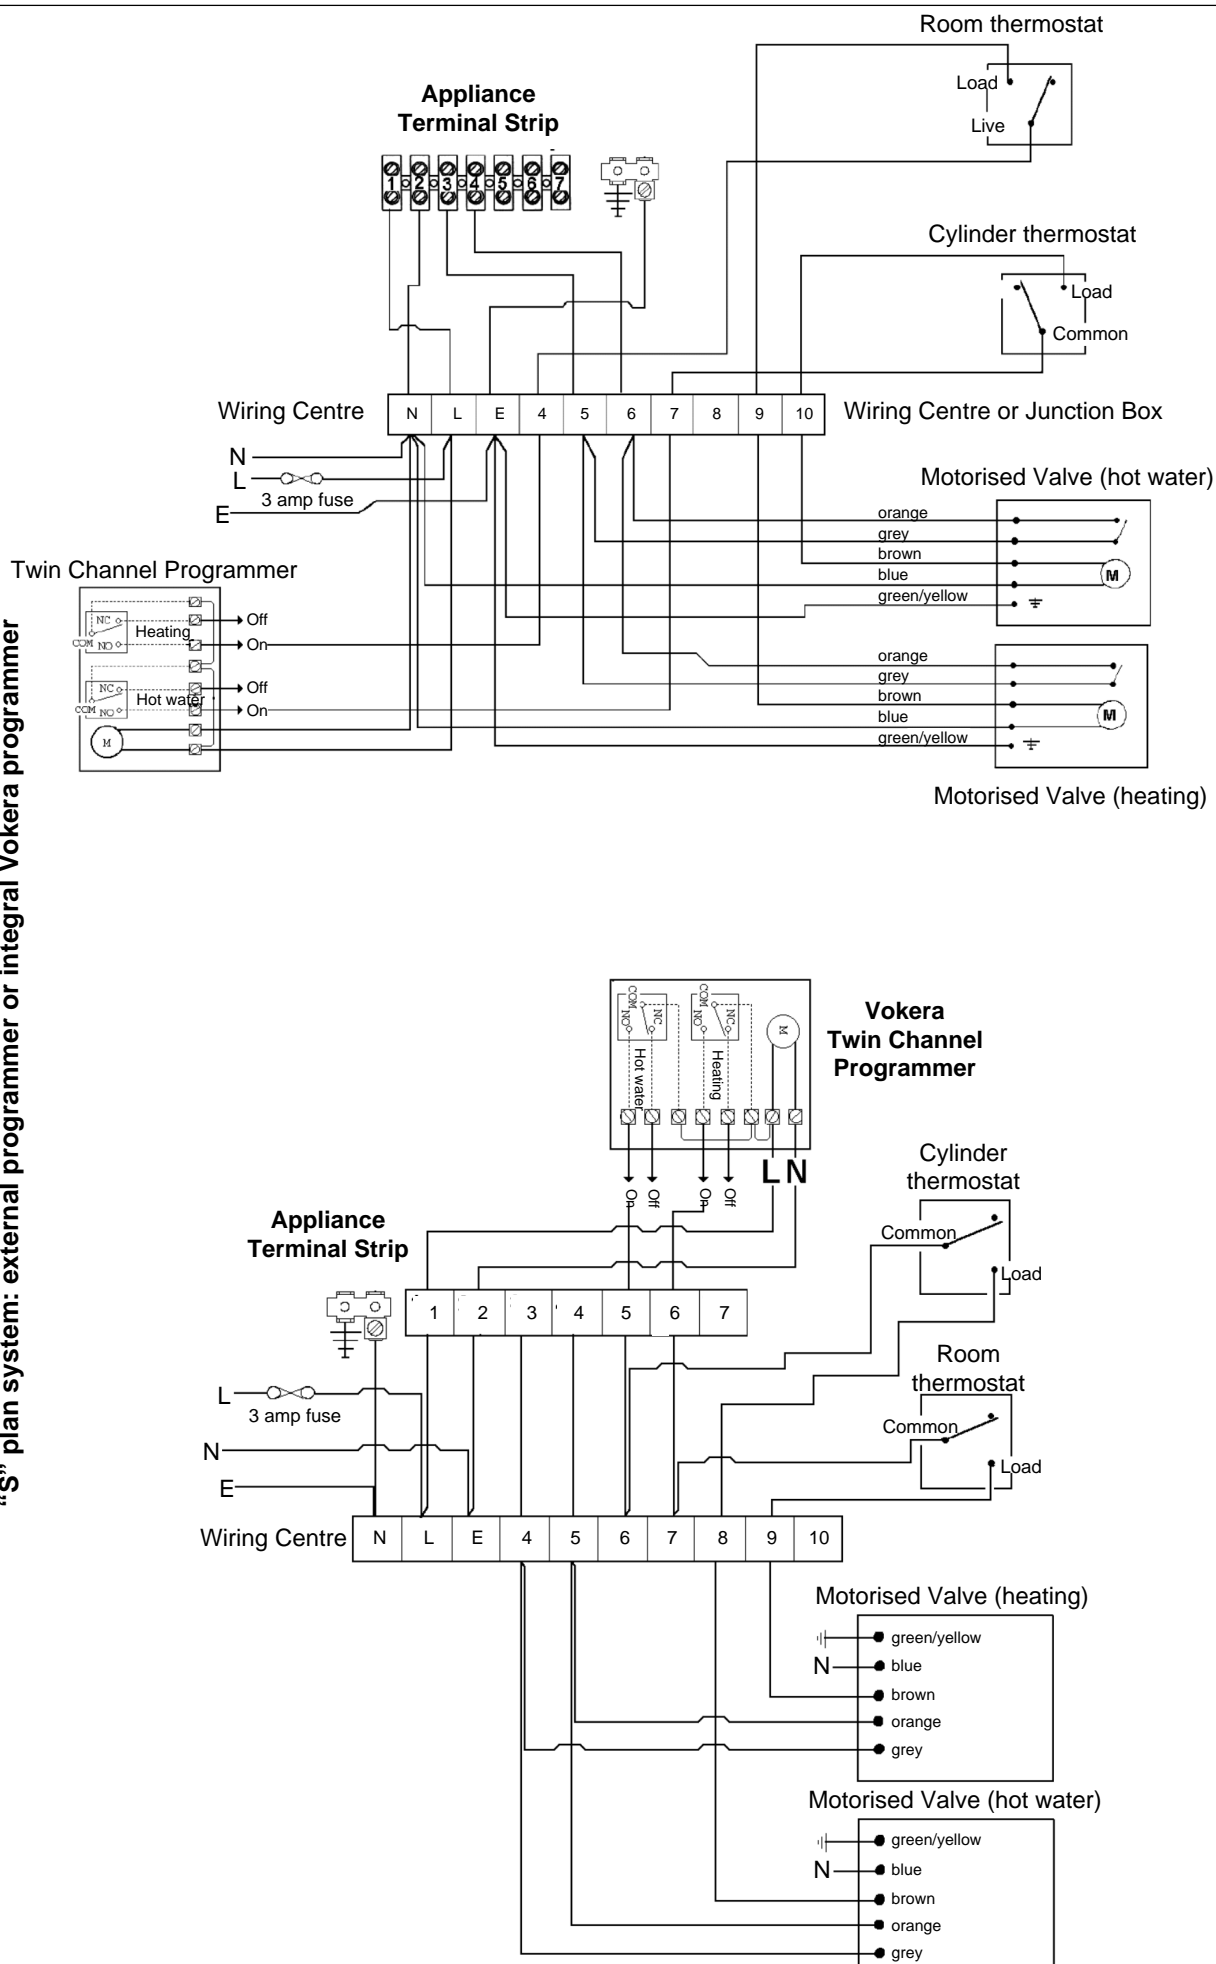 Room thermostat
Load
Live
Appliance
Terminal Strip
1 2 3 4 5 6 7
Cylinder thermostat
Load
Common
Wiring Centre
N L E 4 5 6 7 8 9 10
Wiring Centre or Junction Box
N
L
3 amp fuse
E
Motorised Valve (hot water)
orange
grey
brown
blue
green/yellow
M
Twin Channel Programmer
NC
COM NO
Heating
Off
On
NC
COM NO
Hot water
Off
On
M
orange
grey
brown
blue
green/yellow
M
Motorised Valve (heating)
“S” plan system: external programmer or integral Vokera programmer
COM
NO
NC
Hot water
COM
NO
NC
Heating
M
Vokera
Twin Channel
Programmer
On
Off
On
Off
L N
Cylinder
thermostat
Common
Load
Appliance
Terminal Strip
1 2 3 4 5 6 7
Room
thermostat
Common
Load
L
3 amp fuse
N
E
Wiring Centre
N L E 4 5 6 7 8 9 10
Motorised Valve (heating)
green/yellow
N
blue
brown
orange
grey
Motorised Valve (hot water)
green/yellow
N
blue
brown
orange
grey